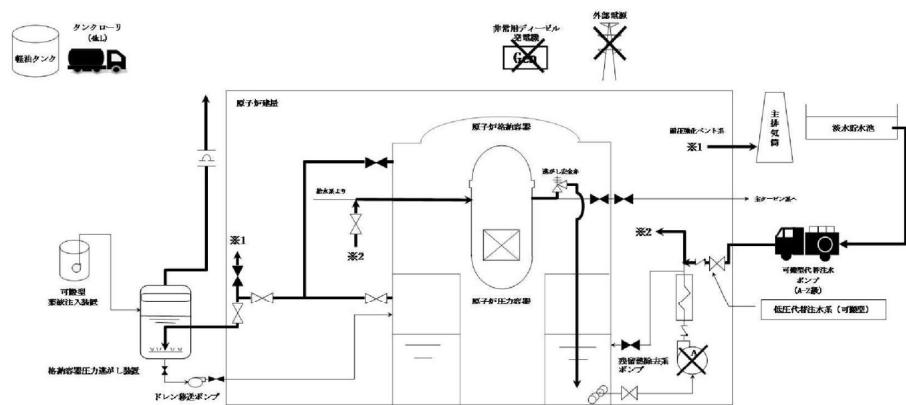 タンクローリ
(4kL)
軽油タンク
非常用ディーゼル
発電機
Gen
外部電源
原子炉建屋
原子炉格納容器
耐圧強化ベント系
※1
主排気筒
淡水貯水池
逃がし安全弁
給水系より
主タービン系へ
※1
※2
※2
可搬型代替注水
ポンプ
(A-2級)
可搬型
薬液注入装置
原子炉圧力容器
低圧代替注水系(可搬型)
A
残留熱除去系
ポンプ
格納容器圧力逃がし装置
ドレン移送ポンプ